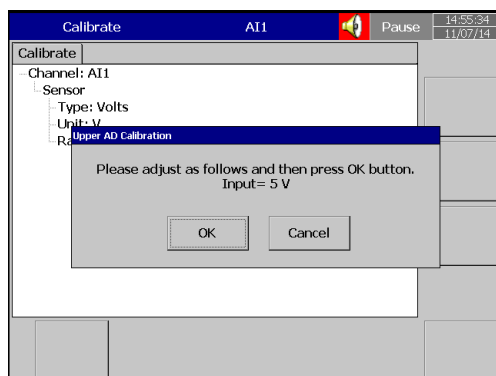 Calibrate AI1 Pause 14:55:34
11/07/14
Calibrate
Channel: AI1
Sensor
Type: Volts
Unit: V
Upper AD Calibration
Please adjust as follows and then press OK button.
Input= 5 V
OK Cancel